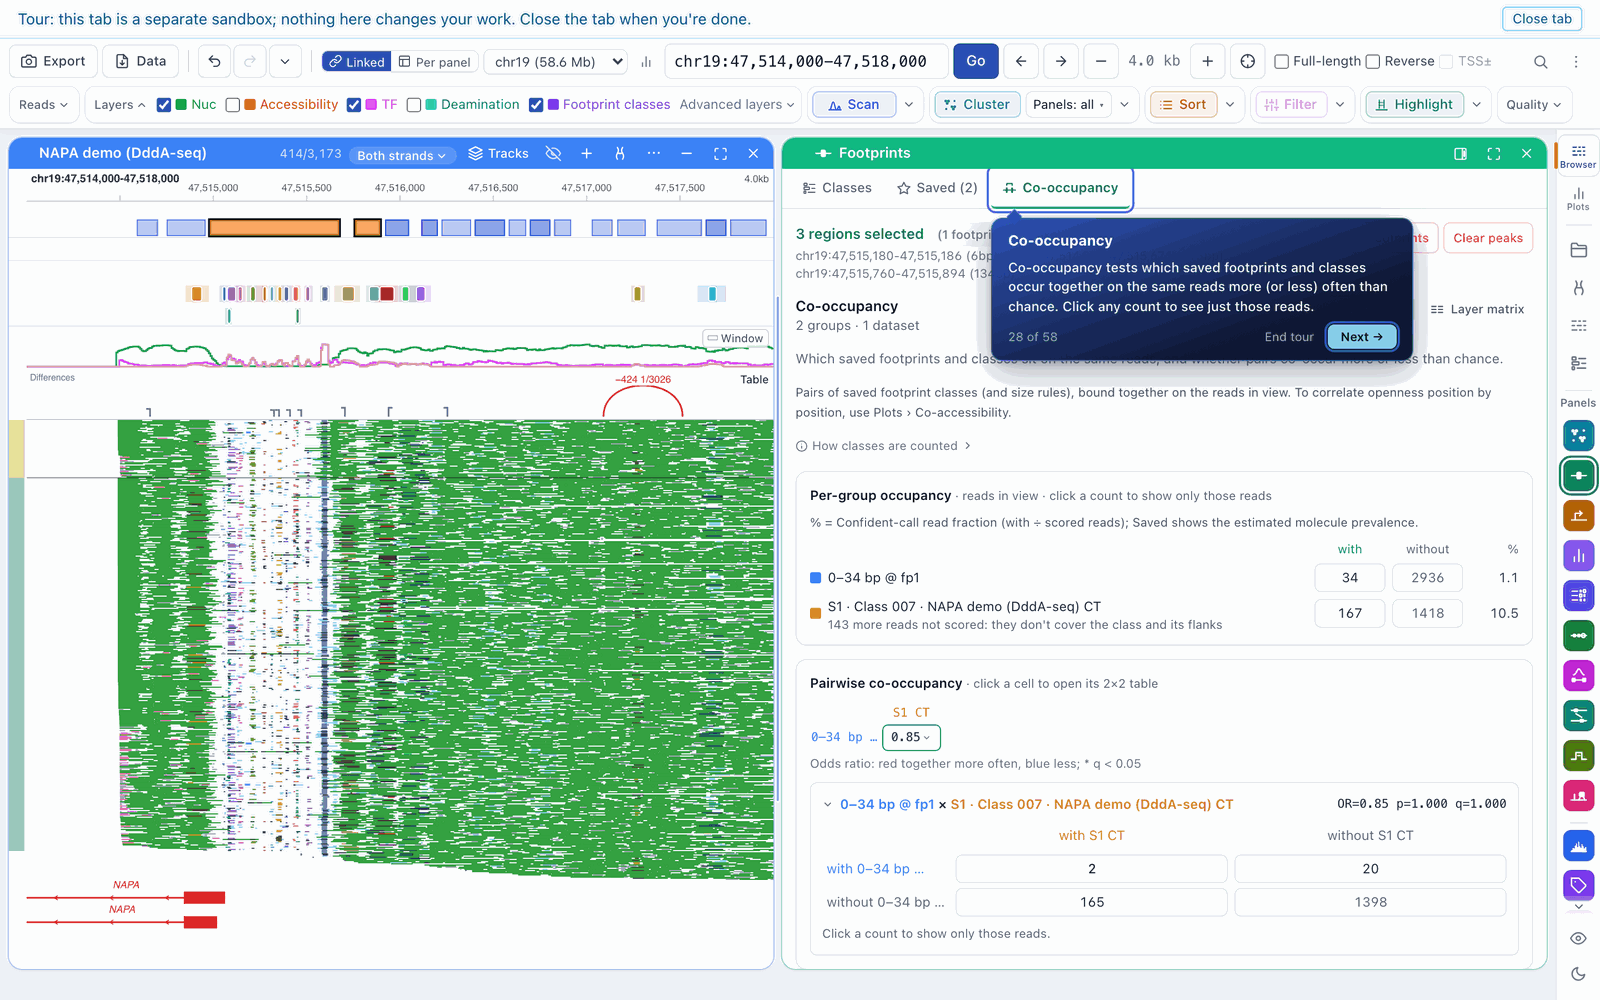 Tour: this tab is a separate sandbox; nothing here changes your work. Close the tab when you're done.
Close tab
Export
Data
Linked
Per panel
chr19 (58.6 Mb)
chr19:47,514,000–47,518,000
Go
4.0 kb
Full-length
Reverse
TSS±
Reads
Layers
Nuc
Accessibility
TF
Deamination
Footprint classes
Advanced layers
Scan
Cluster
Panels: all
Sort
Filter
Highlight
Quality
NAPA demo (DddA-seq)
414/3,173
Both strands
Tracks
chr19:47,514,000-47,518,000
47,515,000
47,515,500
47,516,000
47,516,500
47,517,000
47,517,500
4.0kb
Window
Differences
−424 1/3026
Table
NAPA
NAPA
Footprints
Classes
Saved (2)
Co-occupancy
3 regions selected
(1 footpri
nts
Clear peaks
chr19:47,515,180-47,515,186 (6bp
chr19:47,515,760-47,515,894 (134
Co-occupancy
Co-occupancy tests which saved footprints and classes
occur together on the same reads more (or less) often than
chance. Click any count to see just those reads.
28 of 58
End tour
Next →
Co-occupancy
2 groups · 1 dataset
Layer matrix
Which saved footprints and classes on the same reads, and whether pairs so occur more or less than chance.
Pairs of saved footprint classes (and size rules), bound together on the reads in view. To correlate openness position by
position, use Plots › Co-accessibility.
How classes are counted
Per-group occupancy · reads in view · click a count to show only those reads
% = Confident-call read fraction (with ÷ scored reads); Saved shows the estimated molecule prevalence.
with
without
%
0–34 bp @ fp1
34
2936
1.1
S1 · Class 007 · NAPA demo (DddA-seq) CT
143 more reads not scored: they don't cover the class and its flanks
167
1418
10.5
Pairwise co-occupancy · click a cell to open its 2×2 table
S1 CT
0–34 bp …
0.85
Odds ratio: red together more often, blue less; * q < 0.05
0–34 bp @ fp1 × S1 · Class 007 · NAPA demo (DddA-seq) CT
OR=0.85 p=1.000 q=1.000
with S1 CT
without S1 CT
with 0–34 bp …
2
20
without 0–34 bp …
165
1398
Click a count to show only those reads.
Browser
Plots
Panels